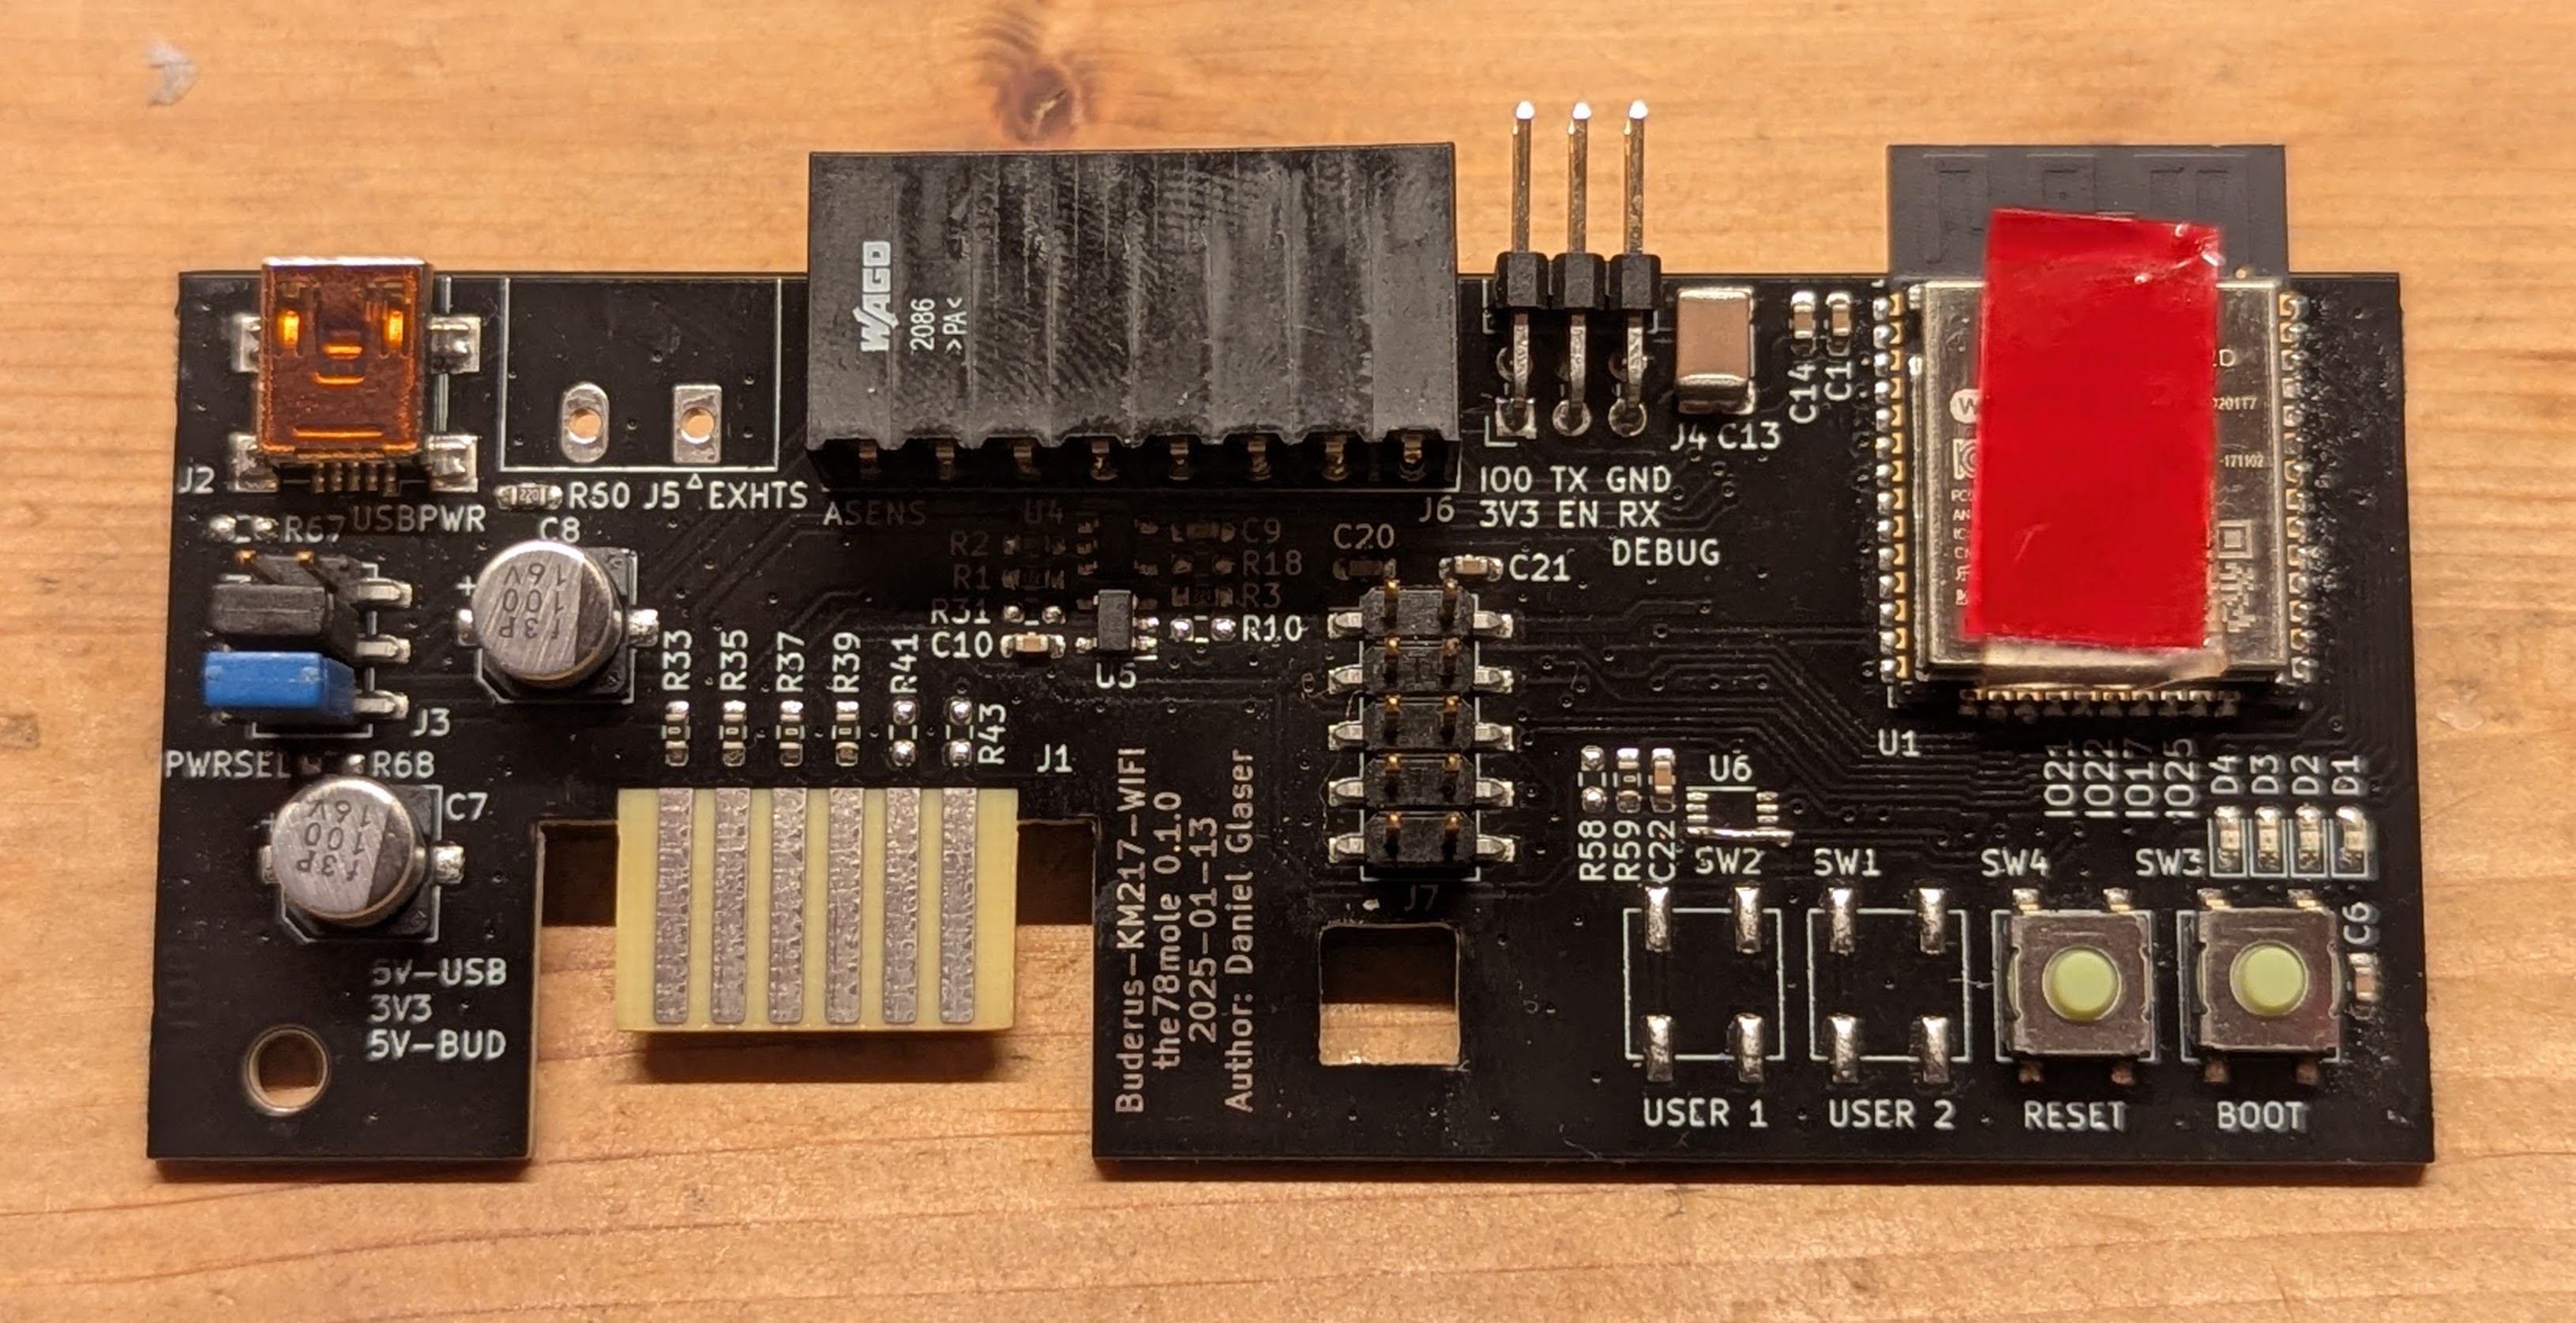 WAGO
2086
>PA<
J2
R60
J5
EXHTS
USBPWR
R67
C8
ASENS
U4
J6
IO0 TX GND
3V3 EN RX
DEBUG
J4
C13
C14
R2
R1
R31
C10
C9
R18
R3
R10
U5
C20
C21
100
16V
R33
R35
R37
R39
R41
R43
J1
J3
PWRSEL
R68
C7
100
16V
5V-USB
3V3
5V-BUD
Buderus-KM217-WIFI
the78mole 0.1.0
2025-01-13
Author: Daniel Glaser
J7
U1
R58
R59
C22
U6
IO21
IO22
IO17
IO25
D4
D3
D2
D1
SW2
SW1
SW4
SW3
C6
USER 1
USER 2
RESET
BOOT